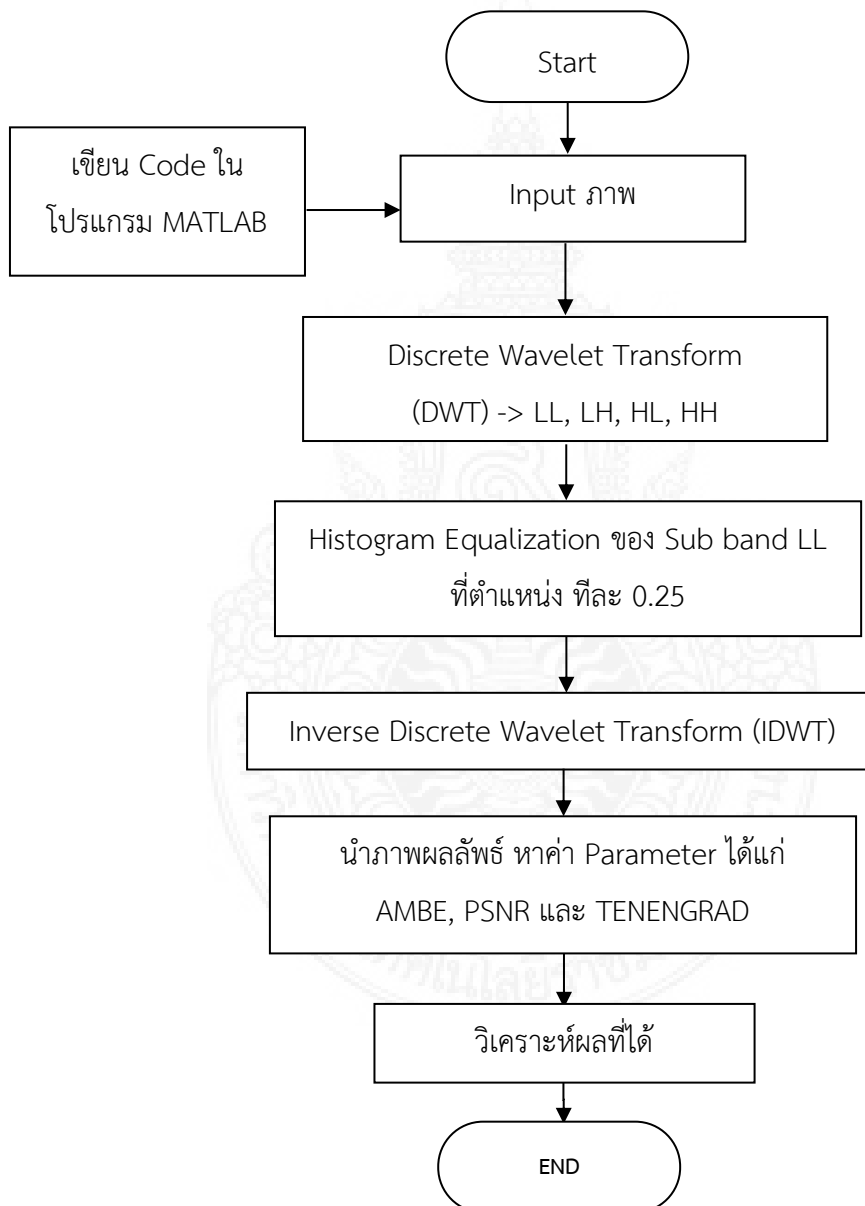 Start
เขียน Code ใน
โปรแกรม MATLAB
Input ภาพ
Discrete Wavelet Transform
(DWT) -> LL, LH, HL, HH
Histogram Equalization ของ Sub band LL
ที่ตำแหน่ง ทีละ 0.25
Inverse Discrete Wavelet Transform (IDWT)
นำภาพผลลัพธ์ หาค่า Parameter ได้แก่
AMBE, PSNR และ TENENGRAD
วิเคราะห์ผลที่ได้
END